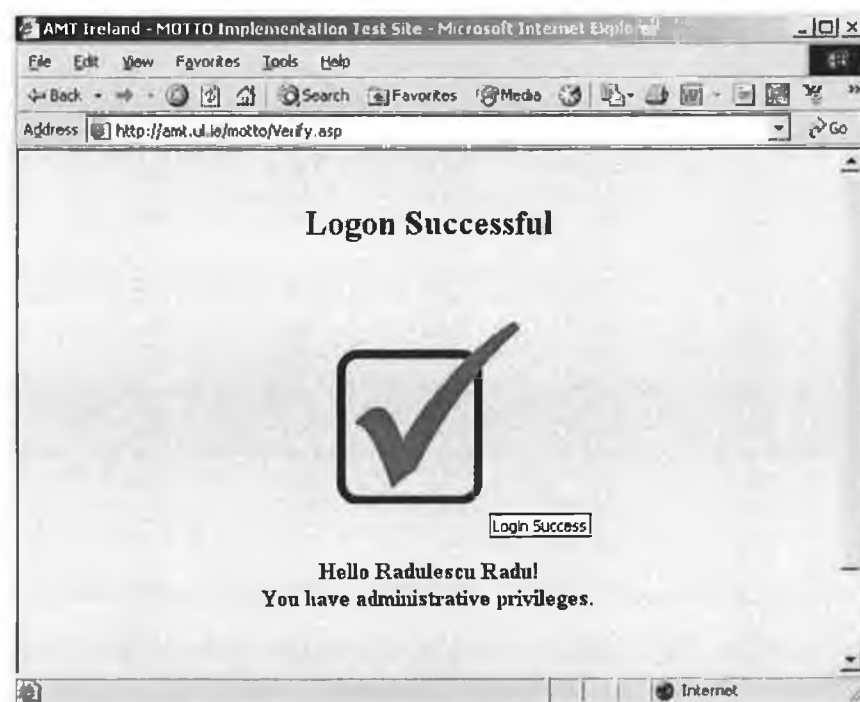 AMT Ireland - MOTTO Implementation Test Site - Microsoft Internet Explo
File Edit View Favorites Tools Help
Back Search Favorites Media »
Address http://amt.ul.ie/motto/Verify.asp Go
Logon Successful
Login Success
Hello Radulescu Radu!
You have administrative privileges.
Internet